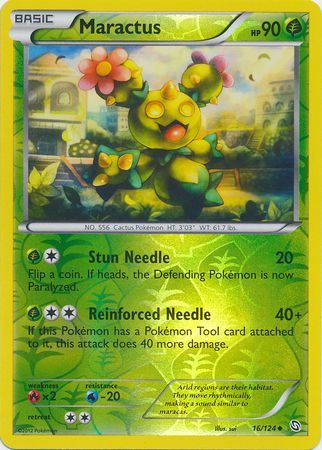 BASIC
Maractus
HP 90
NO. 556 Cactus Pokémon HT: 3'03" WT: 61.7 lbs.
Stun Needle 20
Flip a coin. If heads, the Defending Pokémon is now
Paralyzed.
Reinforced Needle 40+
If this Pokémon has a Pokémon Tool card attached
to it, this attack does 40 more damage.
weakness resistance
×2 -20
retreat
Arid regions are their habitat.
They move rhythmically,
making a sound similar to
maracas.
©2012 Pokémon
Illus. sui 16/124